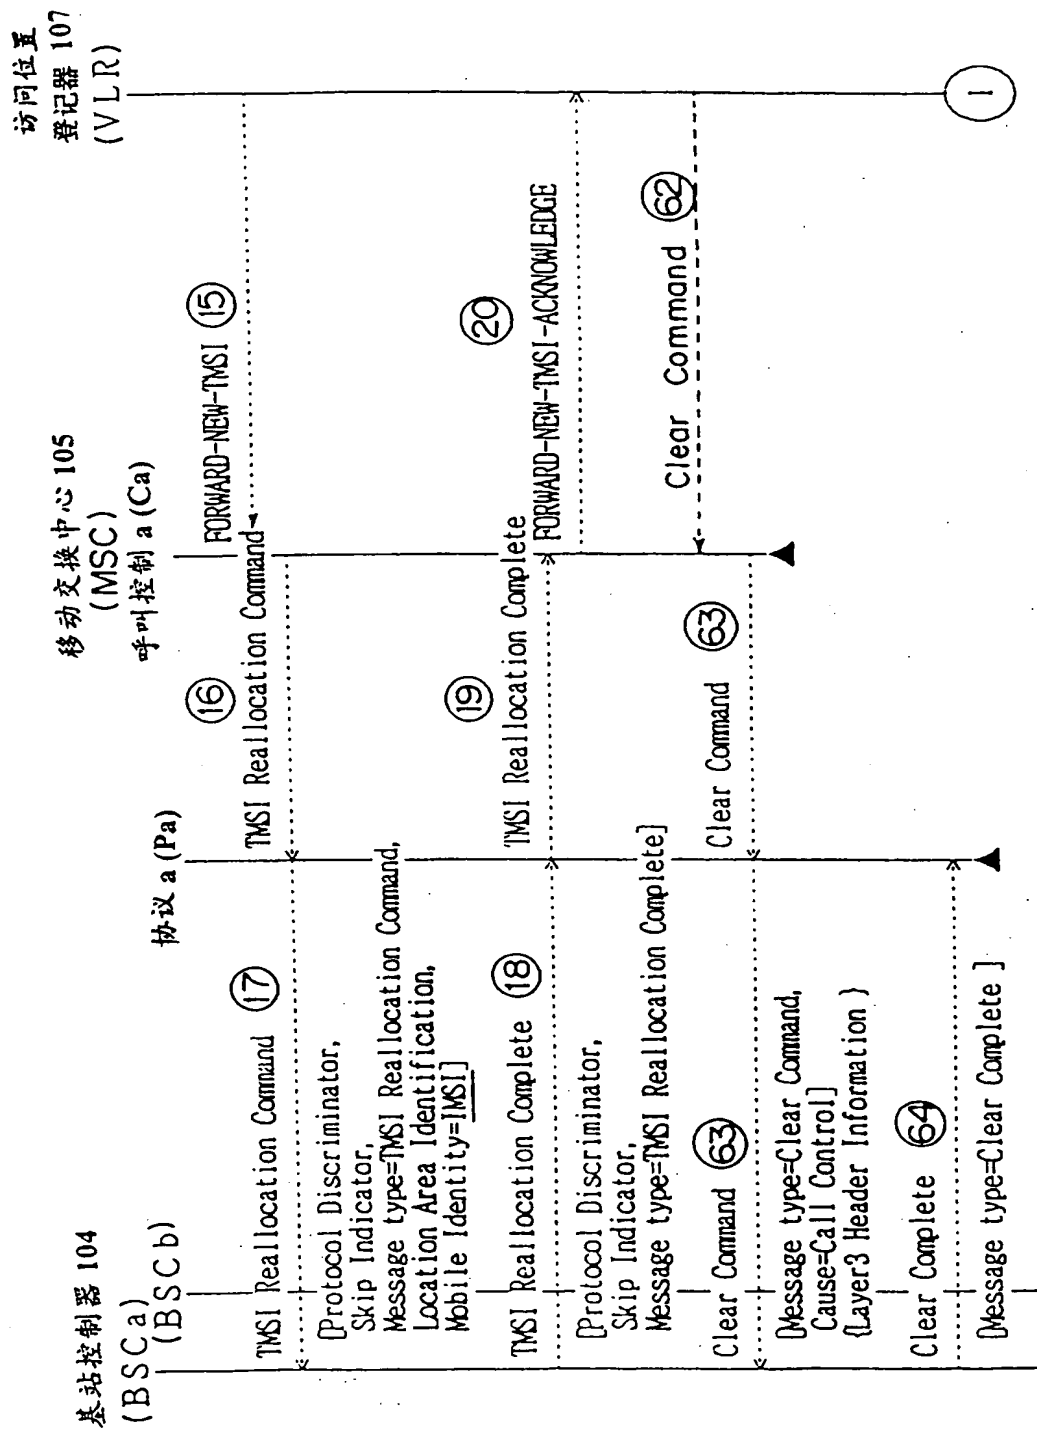 基站控制器 104
(BSCa)
(BSCb)
协议 a (Pa)
移动交换中心 105
(MSC)
呼叫控制 a (Ca)
访问位置
登记器 107
(VLR)
FORWARD-NEW-TMSI 15
16
TMSI Reallocation Command
TMSI Reallocation Command 17
[Protocol Discriminator,
Skip Indicator,
Message type=TMSI Reallocation Command,
Location Area Identification,
Mobile Identity=IMSI]
TMSI Reallocation Complete 18
19
TMSI Reallocation Complete
20
FORWARD-NEW-TMSI-ACKNOWLEDGE
[Protocol Discriminator,
Skip Indicator,
Message type=TMSI Reallocation Complete]
Clear Command 62
Clear Command 63
Clear Command 63
[Message type=Clear Command,
Cause=Call Control]
{Layer3 Header Information }
Clear Complete 64
[Message type=Clear Complete ]
1